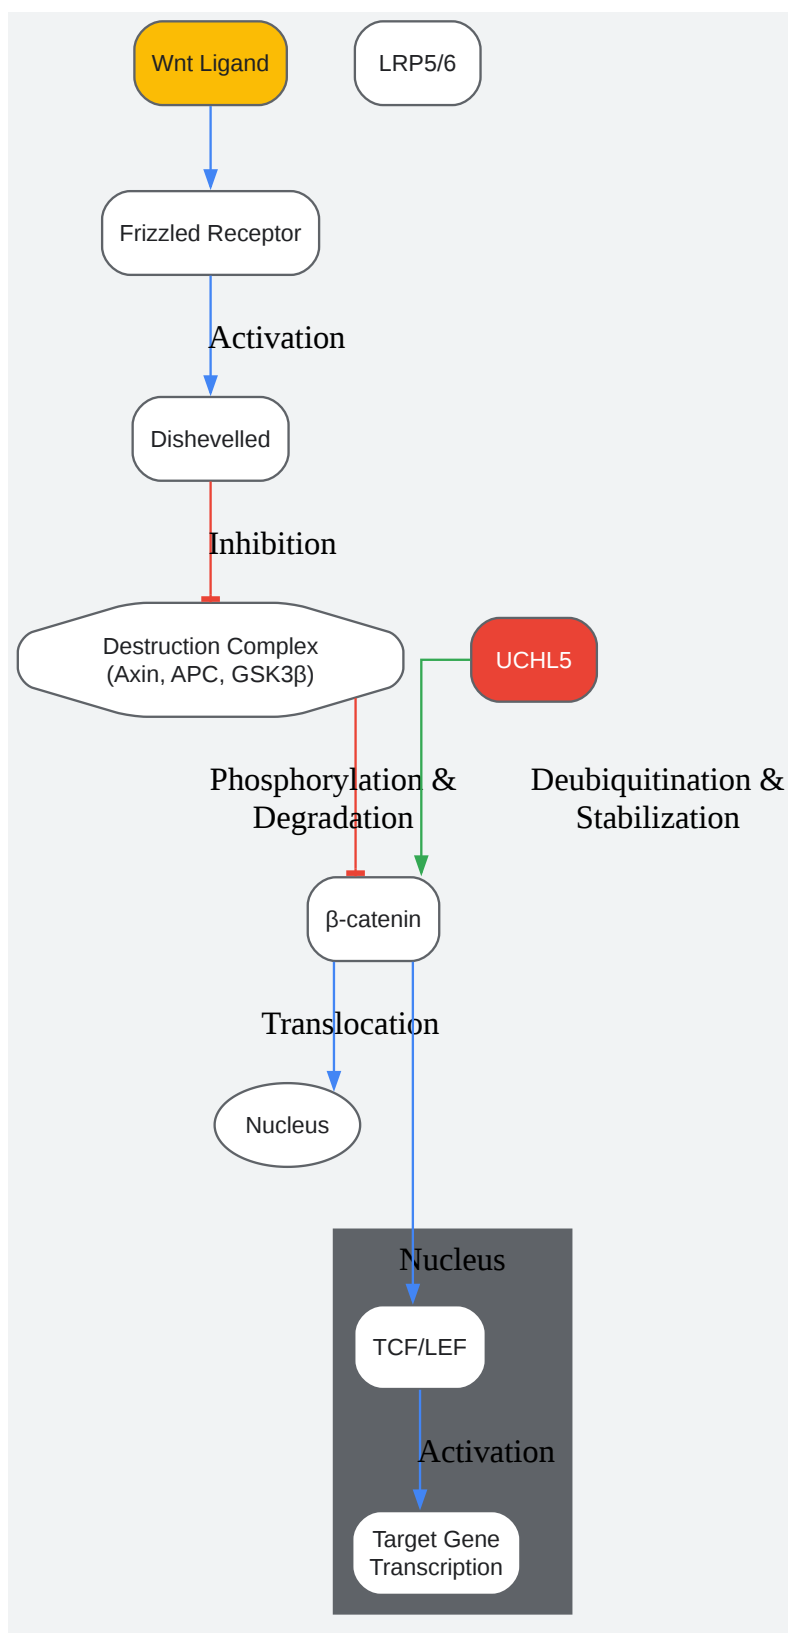 Wnt Ligand
LRP5/6
Frizzled Receptor
Activation
Dishevelled
Inhibition
Destruction Complex
(Axin, APC, GSK3β)
UCHL5
Phosphorylation &
Degradation
Deubiquitination &
Stabilization
β-catenin
Translocation
Nucleus
Nucleus
TCF/LEF
Activation
Target Gene
Transcription